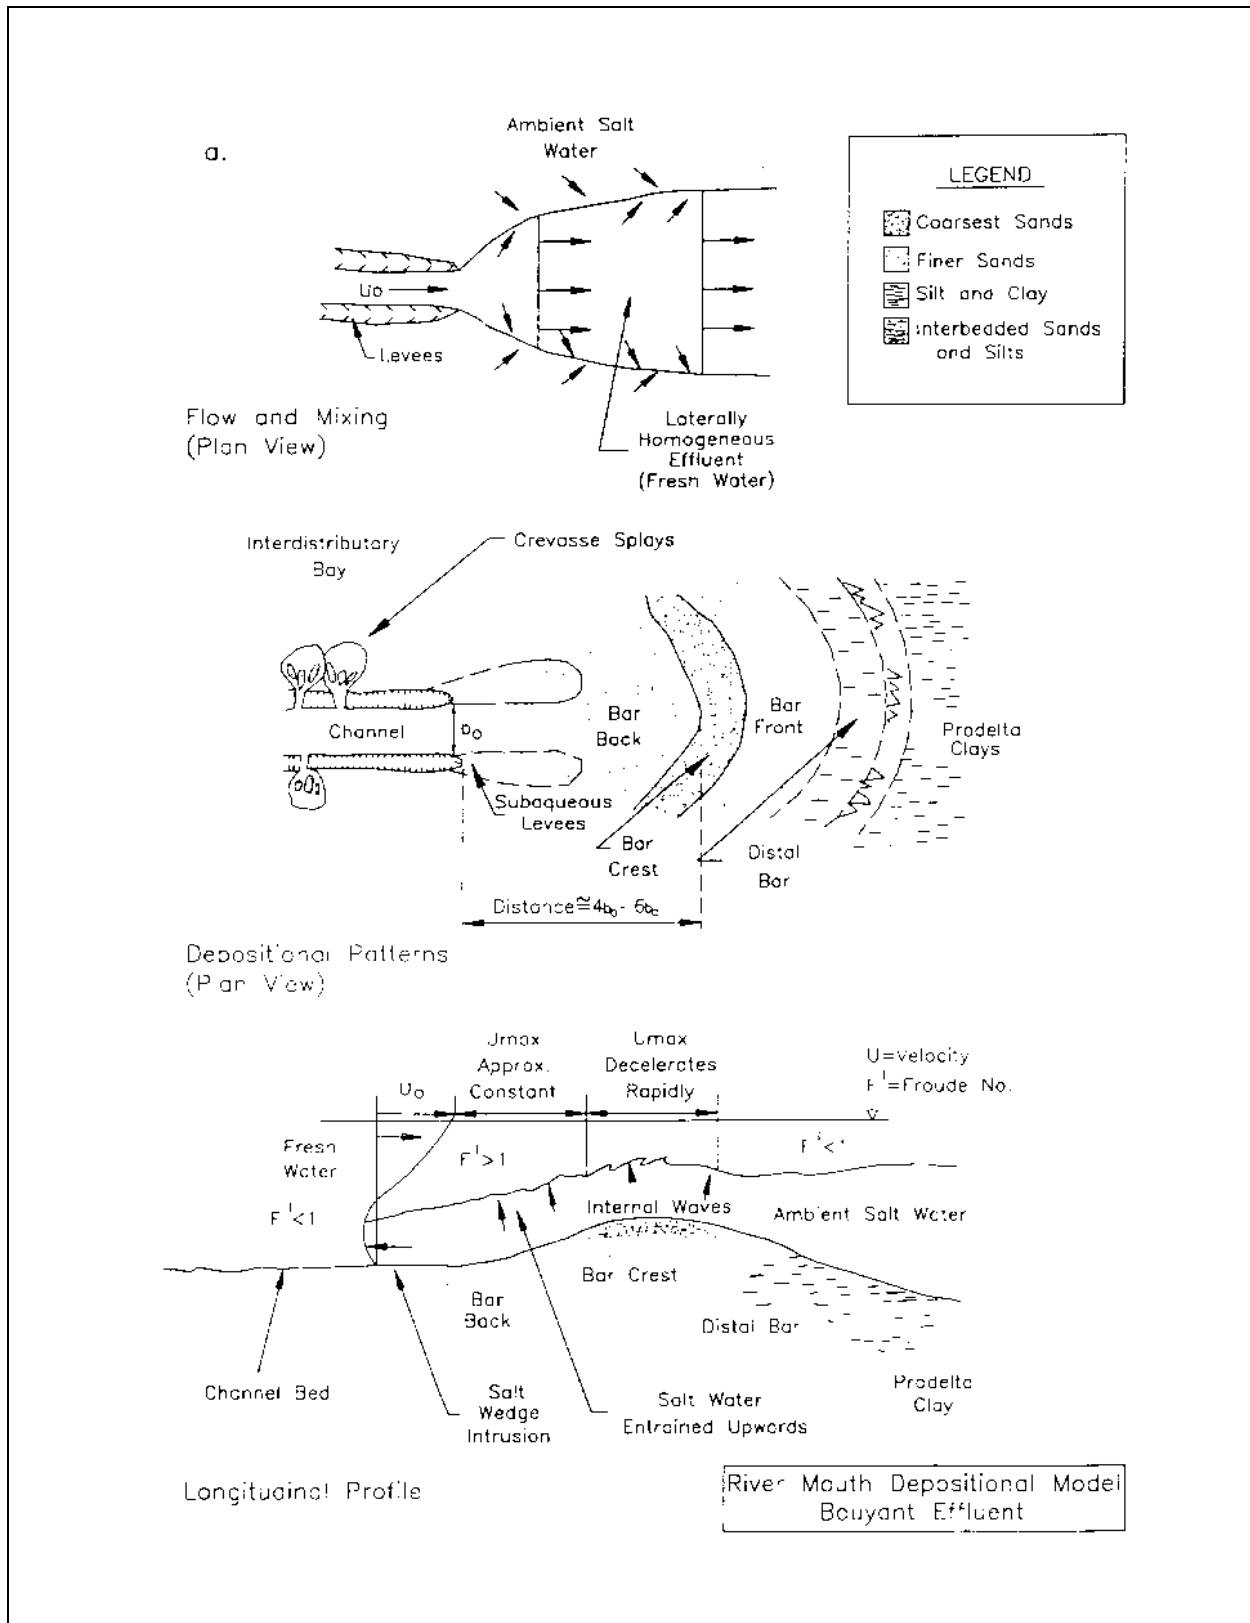 a.
Ambient Salt
Water
LEGEND
Coarsest Sands
Finer Sands
Silt and Clay
Interbeaded Sands
and Silts
Uo
Levees
Flow and Mixing
(Plan View)
Laterally
Homogeneous
Effluent
(Fresh Water)
Interdistributary
Bay
Crevasse Splays
Channel
bo
Bar
Back
Bar
Front
Prodelta
Clays
Subaqueous
Levees
Bar
Crest
Distal
Bar
Distance≅4bo-6bo
Depositional Patterns
(Plan View)
Umax
Approx.
Constant
Umax
Decelerates
Rapidly
U=Velocity
F'=Froude No.
Uo
Fresh
Water
F'>1
F'<1
F'<1
Internal Waves
Ambient Salt Water
Bar Crest
Bar
Back
Distal Bar
Channel Bed
Salt
Wedge
Intrusion
Salt Water
Entrained Upwards
Prodelta
Clay
Longitudinal Profile
River Mouth Depositional Model
Bouyant Effluent